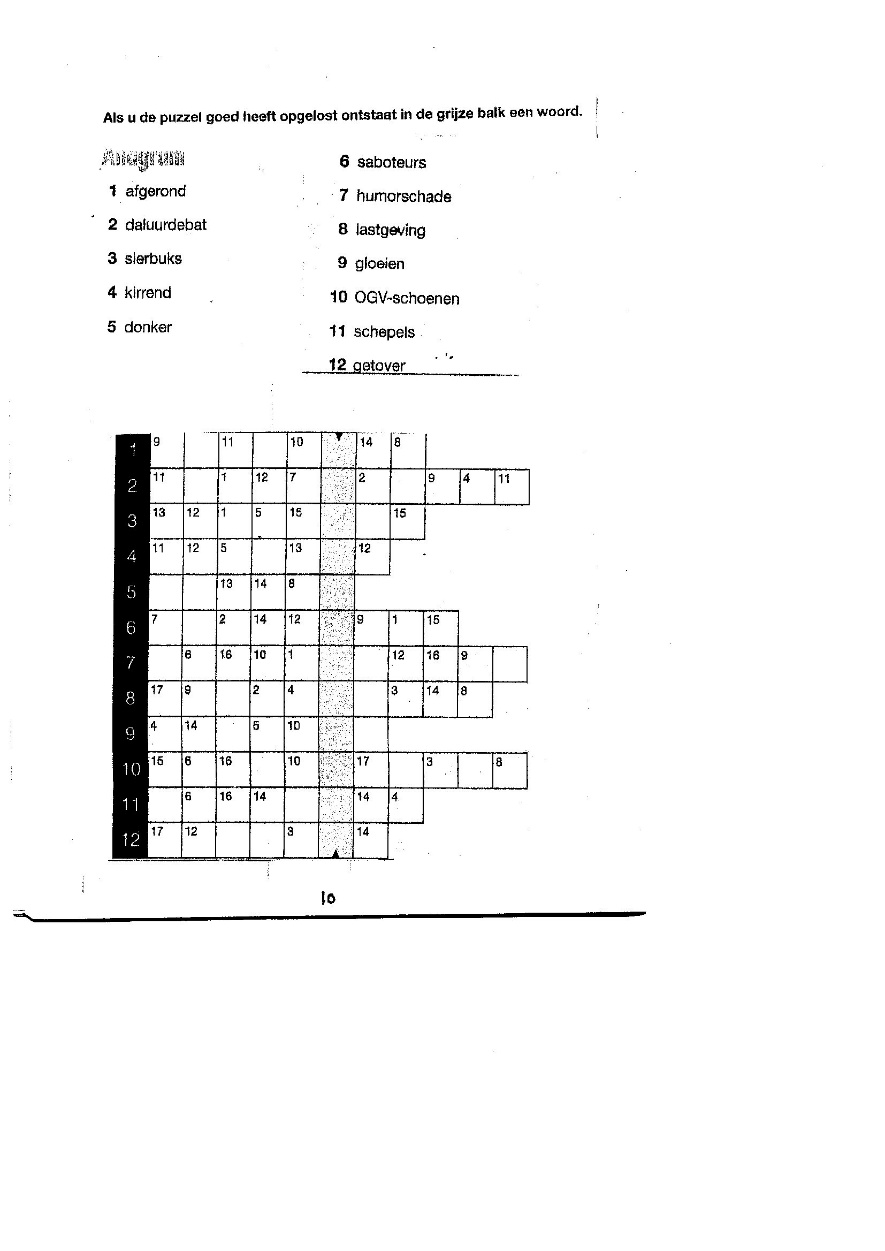 Als u de puzzel goed heeft opgelost ontstaat in de grijze balk een woord.
Anagram
1 afgerond
2 daluurdebat
3 sierbuks
4 kirrend
5 donker
6 saboteurs
7 humorschade
8 lastgeving
9 gloeien
10 OGV-schoenen
11 schepels
12 getover
1 9 11 10 14 8
2 11 1 12 7 2 9 4 11
3 13 12 1 5 15 15
4 11 12 5 13 12
5 13 14 8
6 7 2 14 12 9 1 15
7 6 16 10 1 12 16 9
8 17 9 2 4 3 14 8
9 4 14 5 10
10 15 6 16 10 17 3 8
11 6 16 14 14 4
12 17 12 3 14
10